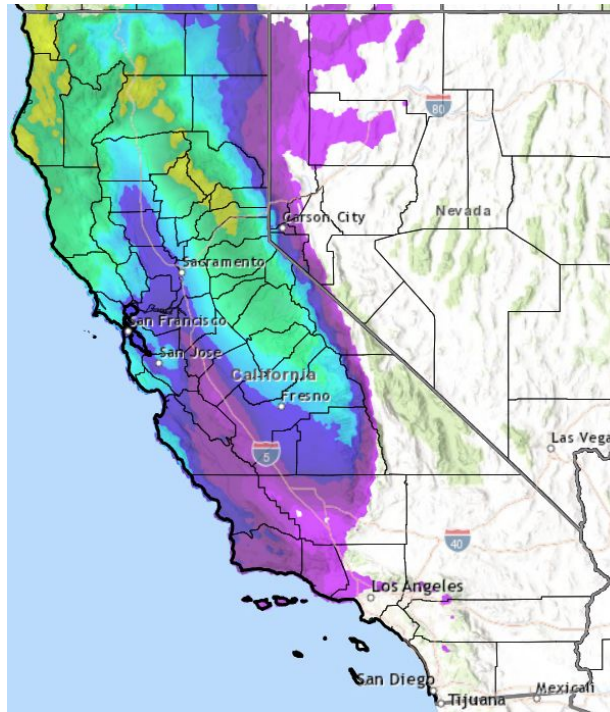 80
Carson City
Nevada
Sacramento
San Francisco
San Jose
California
Fresno
5
Las Vega
40
Los Angeles
San Diego
Tijuana
Mexicali